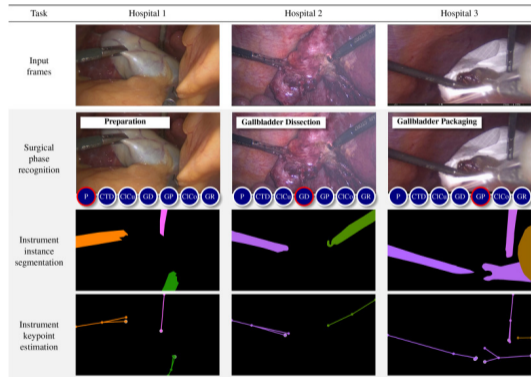 Task Hospital 1 Hospital 2 Hospital 3
Input
frames
Surgical
phase
recognition
Preparation Gallbladder Dissection Gallbladder Packaging
P CTD ClCu GD GP ClCo GR P CTD ClCu GD GP ClCo GR P CTD ClCu GD GP ClCo GR
Instrument
instance
segmentation
Instrument
keypoint
estimation